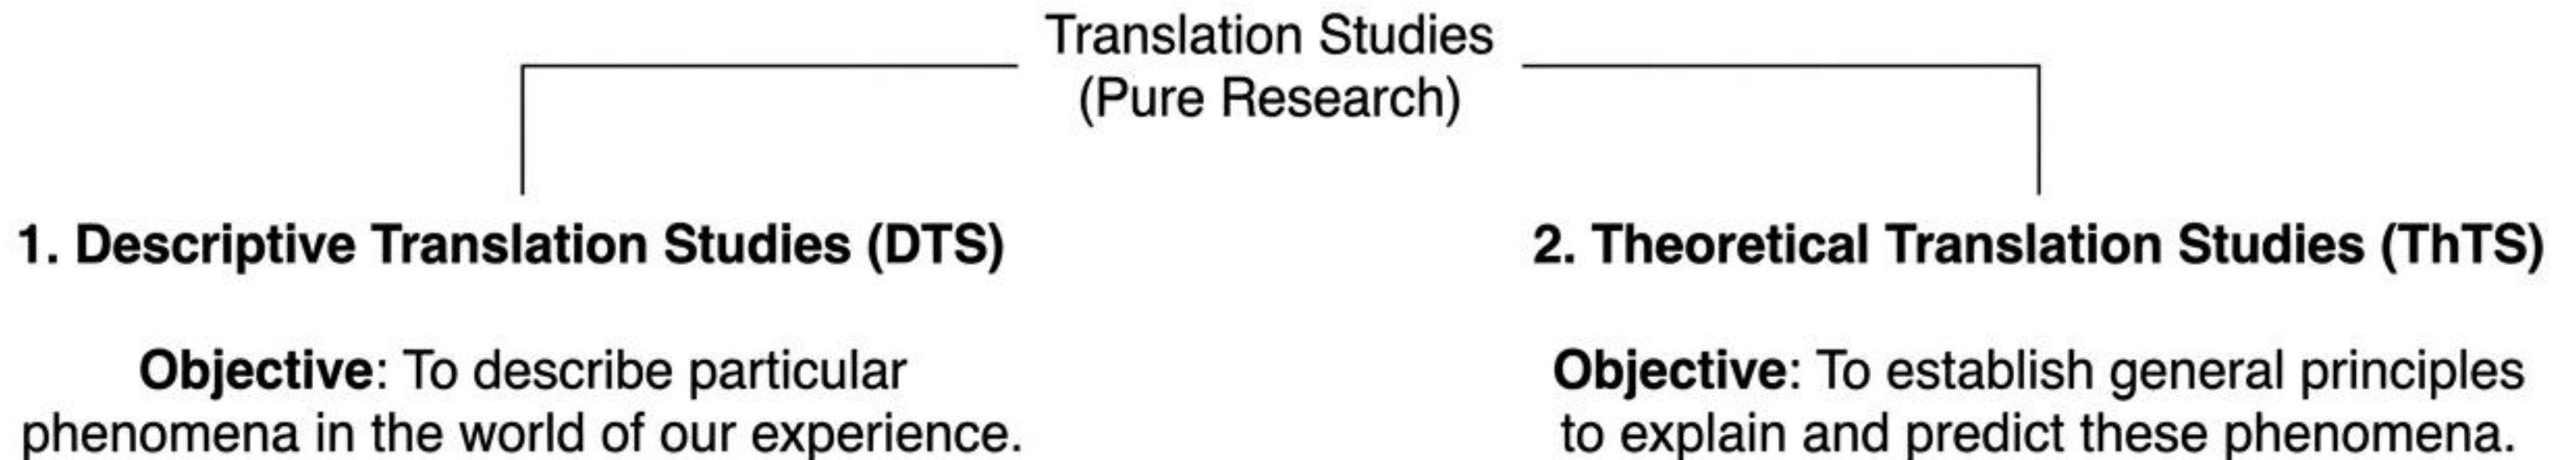 Translation Studies
(Pure Research)
1. Descriptive Translation Studies (DTS)
Objective: To describe particular
phenomena in the world of our experience.
2. Theoretical Translation Studies (ThTS)
Objective: To establish general principles
to explain and predict these phenomena.